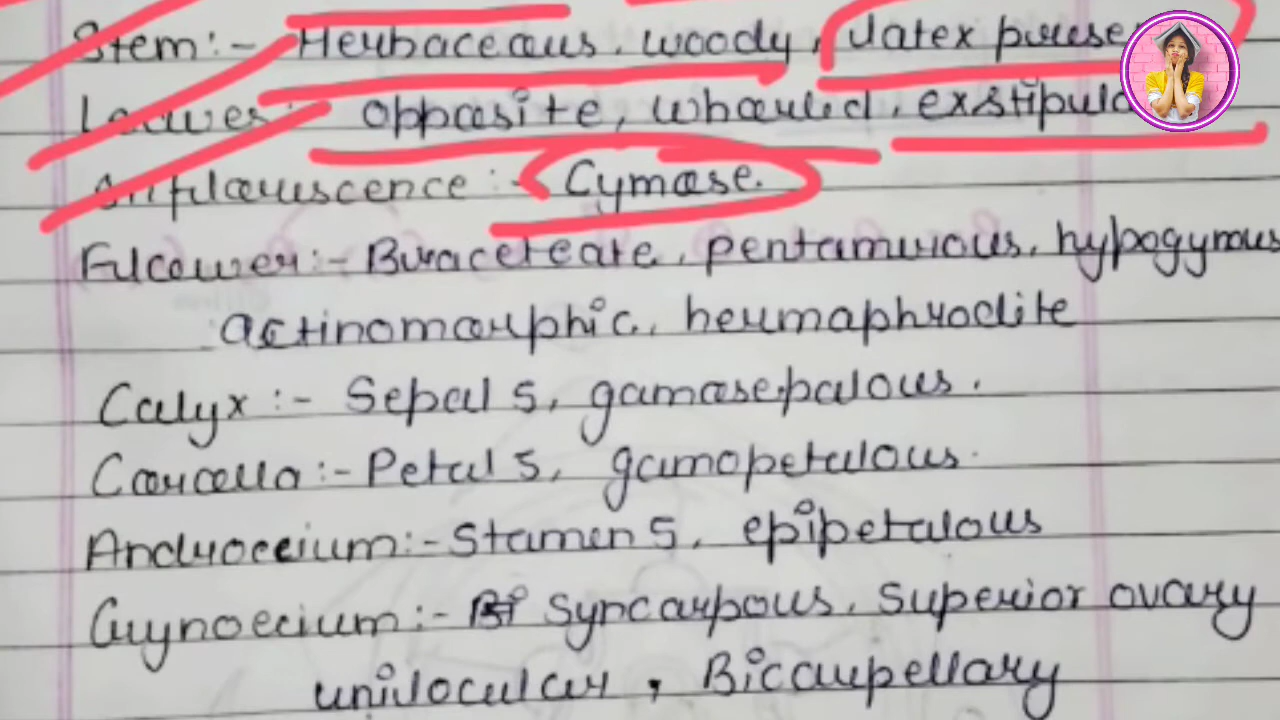 Stem:- Herbaceous, woody, latex
Leaves: opposite, whorled, exstipula
Inflorescence:- Cymose.
Flower:- Bracteate, pentamerous, hypogynous
actinomorphic, hermaphrodite
Calyx:- Sepal 5, gamosepalous.
Corolla:- Petal 5, gamopetalous.
Androecium:- Stamen 5, epipetalous
Gynoecium:- Syncarpous, Superior ovary
unilocular, Bicarpellary